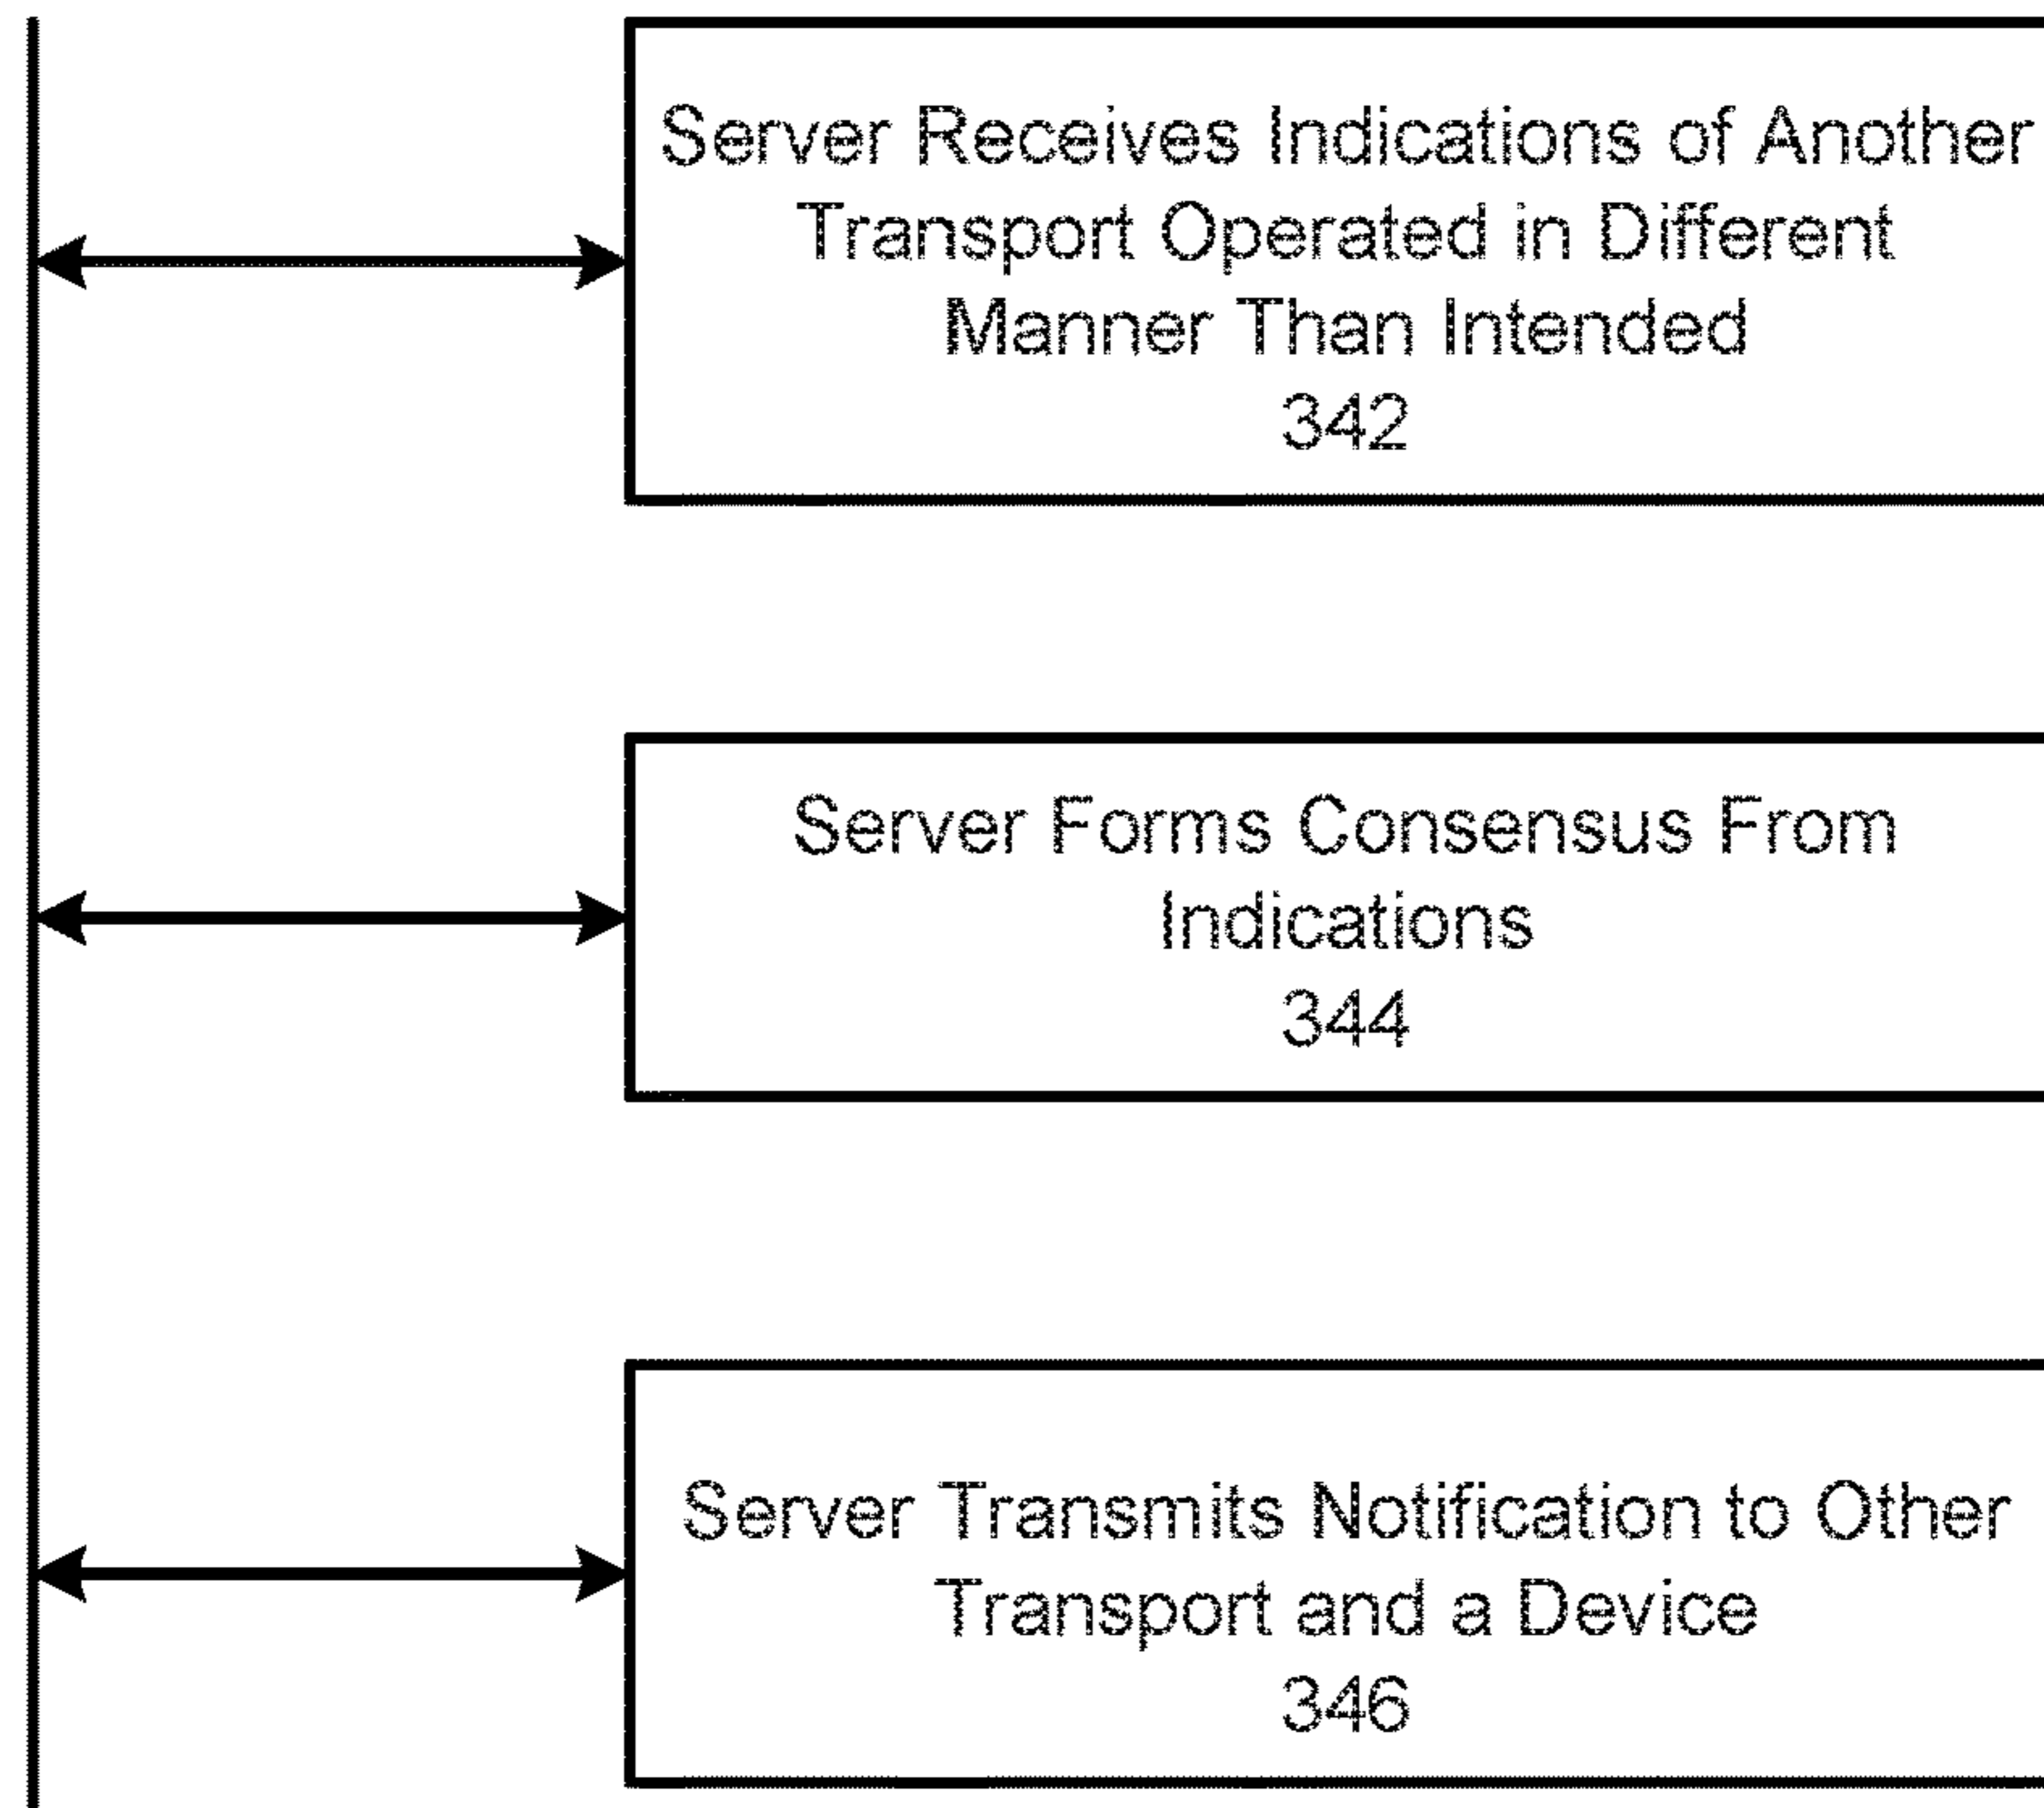 Server Receives Indications of Another
Transport Operated in Different
Manner Than Intended
342
Server Forms Consensus From
Indications
344
Server Transmits Notification to Other
Transport and a Device
346